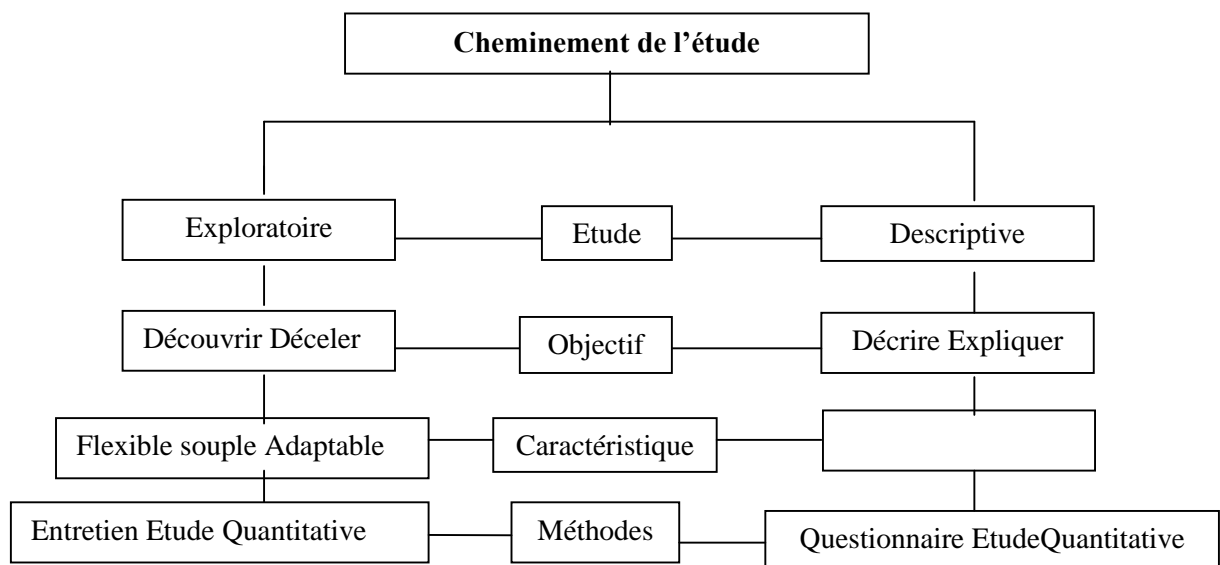 Cheminement de l’étude
Exploratoire
Etude
Descriptive
Découvrir Déceler
Objectif
Décrire Expliquer
Flexible souple Adaptable
Caractéristique
Entretien Etude Quantitative
Méthodes
Questionnaire EtudeQuantitative